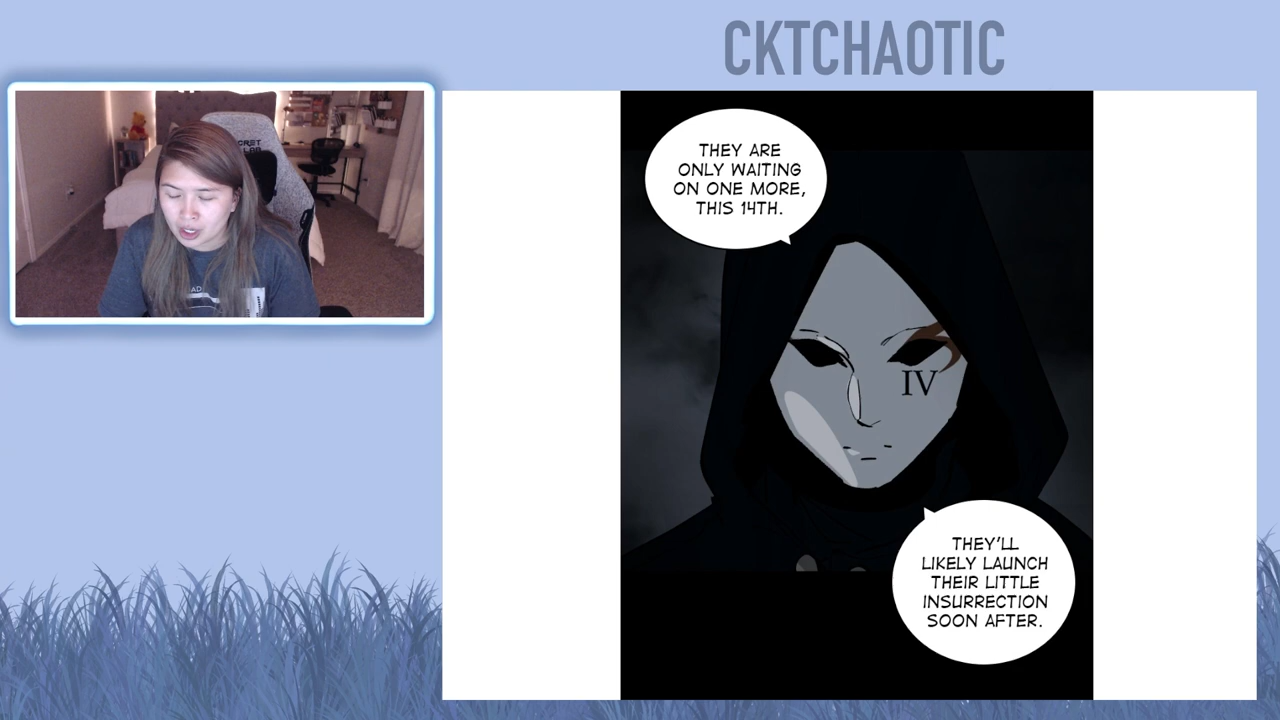 CKTCHAOTIC
THEY ARE
ONLY WAITING
ON ONE MORE,
THIS 14TH.
IV
THEY'LL
LIKELY LAUNCH
THEIR LITTLE
INSURRECTION
SOON AFTER.